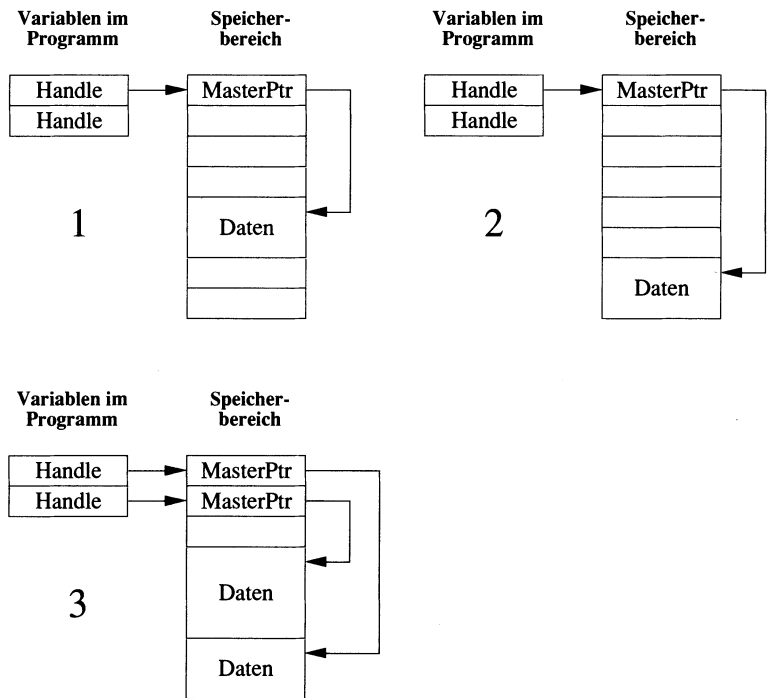 Variablen im
Programm
Speicher-
bereich
Handle
Handle
MasterPtr
Daten
1
Variablen im
Programm
Speicher-
bereich
Handle
Handle
MasterPtr
Daten
2
Variablen im
Programm
Speicher-
bereich
Handle
Handle
MasterPtr
MasterPtr
Daten
Daten
3